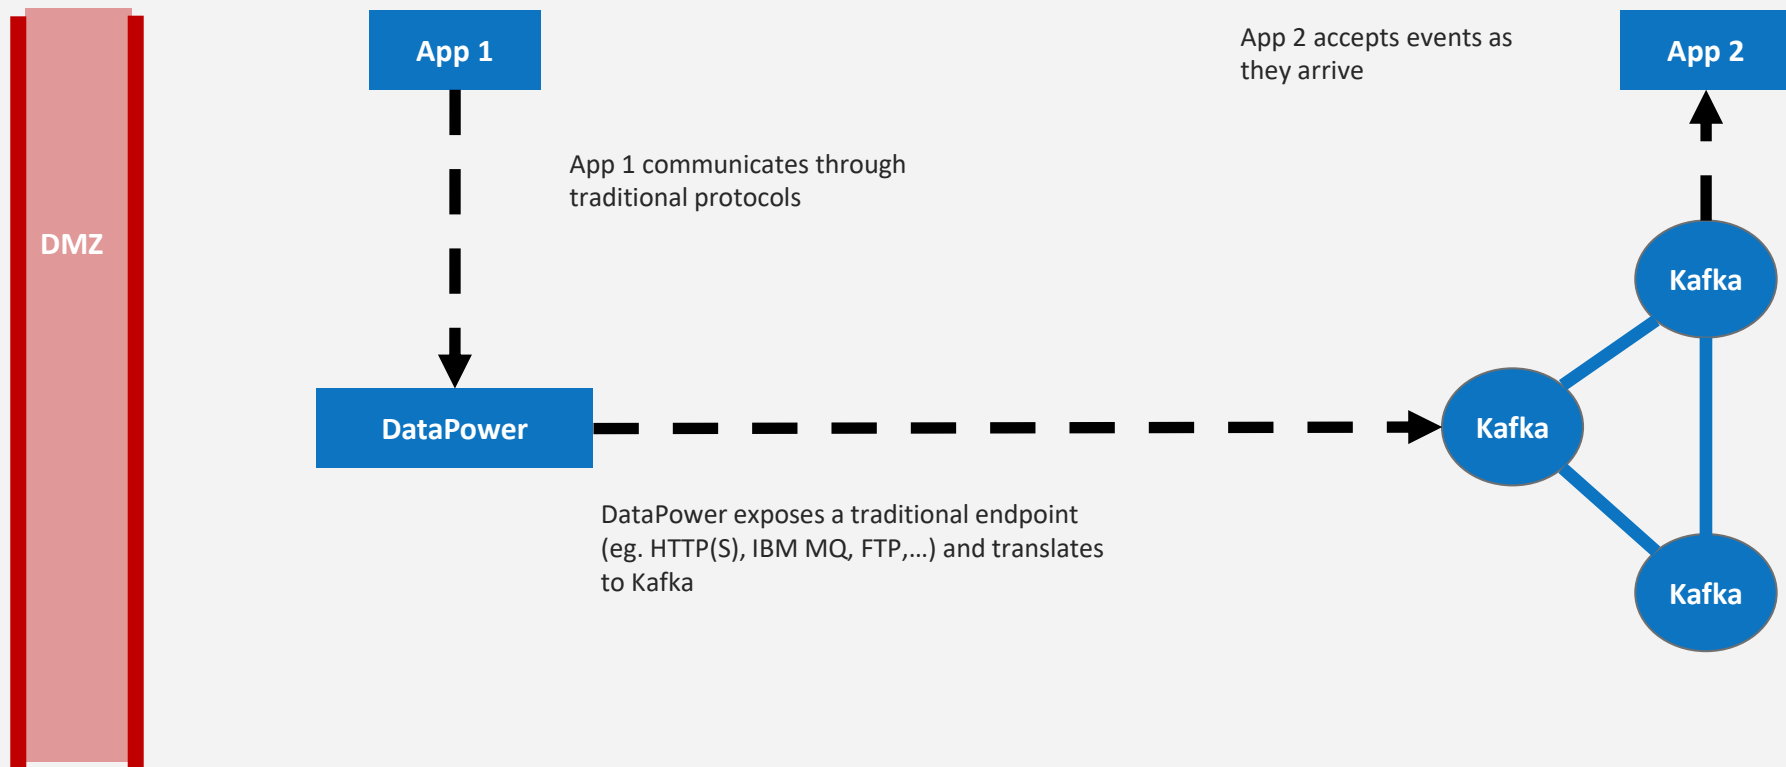 App 1
App 2 accepts events as
they arrive
App 2
App 1 communicates through
traditional protocols
DMZ
Kafka
DataPower
Kafka
DataPower exposes a traditional endpoint
(eg. HTTP(S), IBM MQ, FTP,...) and translates
to Kafka
Kafka